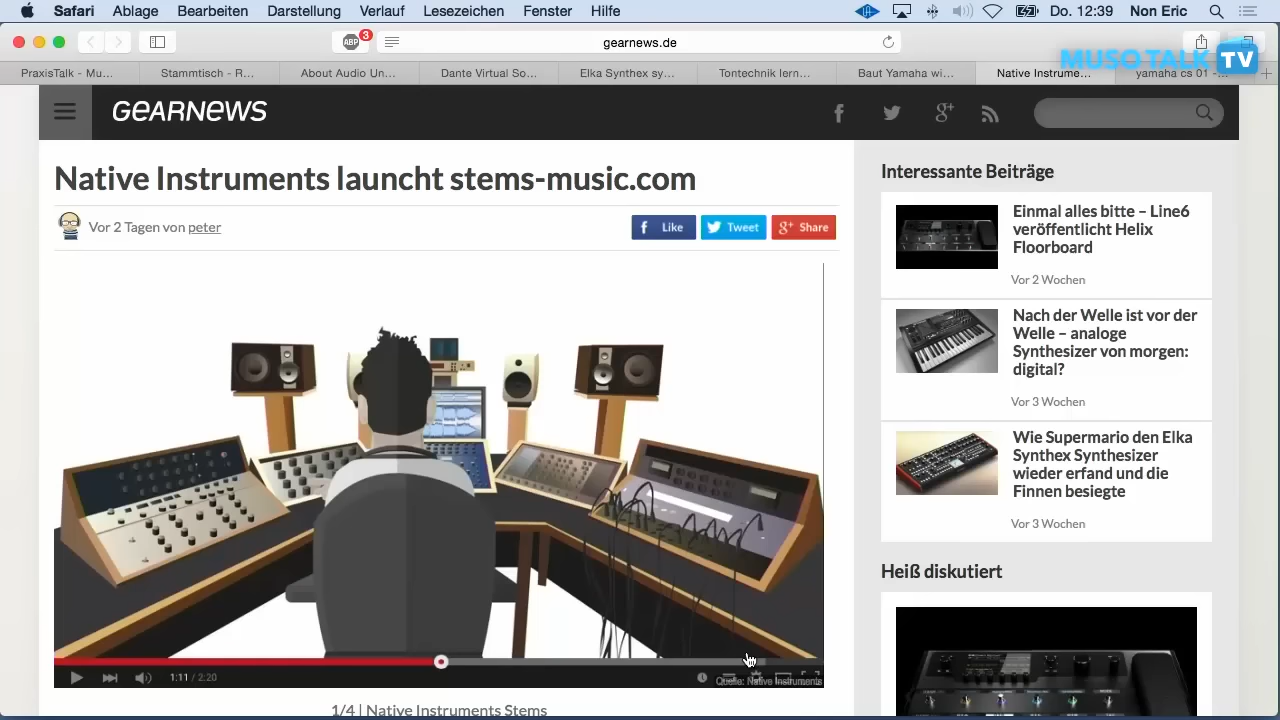 Safari Ablage Bearbeiten Darstellung Verlauf Lesezeichen Fenster Hilfe Do. 12:39 Non Eric
ABP 3 gearnews.de
MUSOTALK TV
PraxisTalk - Mu... Stammtisch - R... About Audio Un... Dante Virtual So... Elka Synthex sy... Tontechnik lern... Baut Yamaha wi... Native Instrume... yamaha cs 01 -...
GEARNEWS
Native Instruments launcht stems-music.com
Vor 2 Tagen von peter
Like Tweet Share
1:11 / 2:20
Quelle: Native Instruments
1/4 | Native Instruments Stems
Interessante Beiträge
Einmal alles bitte – Line6
veröffentlicht Helix
Floorboard
Vor 2 Wochen
Nach der Welle ist vor der
Welle – analoge
Synthesizer von morgen:
digital?
Vor 3 Wochen
Wie Supermario den Elka
Synthex Synthesizer
wieder erfand und die
Finnen besiegte
Vor 3 Wochen
Heiß diskutiert